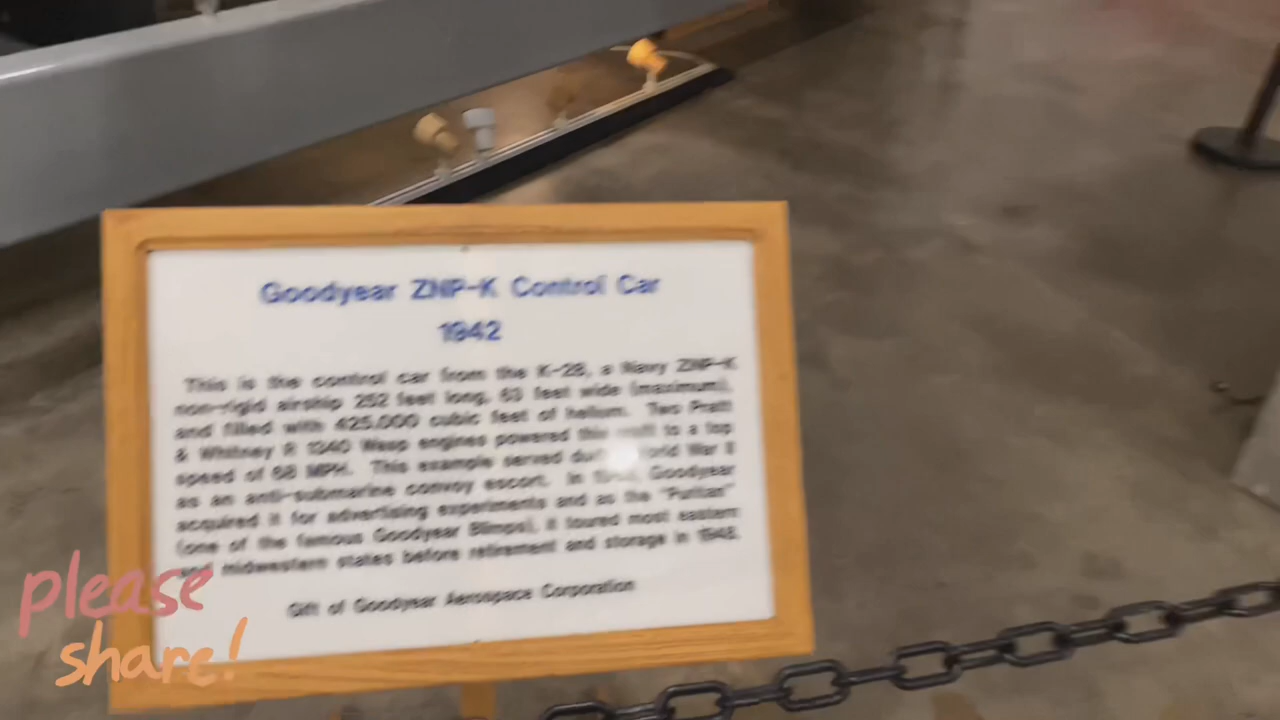 Goodyear ZNP-K Control Car
1942
This is the control car from the K-28, a Navy ZNP-K
non-rigid airship 252 feet long, 63 feet wide (maximum),
and filled with 425,000 cubic feet of helium. Two Pratt
& Whitney R 1340 Wasp engines powered this craft to a top
speed of 68 MPH. This example served World War II
as an anti-submarine convoy escort. In Goodyear
acquired it for advertising experiments and as the "Puritan"
(one of the famous Goodyear Blimps), it toured most eastern
and midwestern states before retirement and storage in 1948.
Gift of Goodyear Aerospace Corporation
please
share!